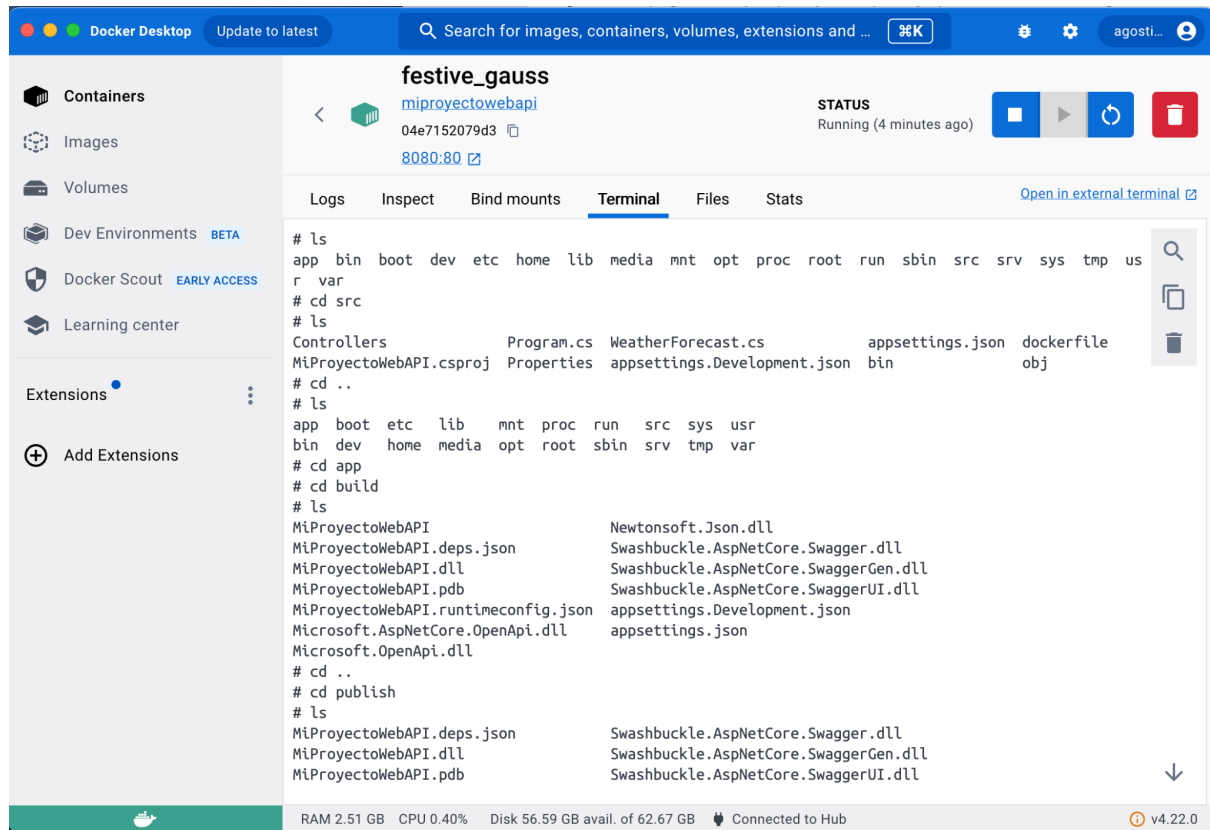 Docker Desktop
Update to latest
Search for images, containers, volumes, extensions and ...
⌘K
agosti...
Containers
Images
Volumes
Dev Environments BETA
Docker Scout EARLY ACCESS
Learning center
Extensions
Add Extensions
festive_gauss
miproyectowebapi
04e7152079d3
8080:80
STATUS
Running (4 minutes ago)
Logs Inspect Bind mounts Terminal Files Stats
Open in external terminal
# ls
app bin boot dev etc home lib media mnt opt proc root run sbin src srv sys tmp us
r var
# cd src
# ls
Controllers Program.cs WeatherForecast.cs appsettings.json dockerfile
MiProyectoWebAPI.csproj Properties appsettings.Development.json bin obj
# cd ..
# ls
app boot etc lib mnt proc run src sys usr
bin dev home media opt root sbin srv tmp var
# cd app
# cd build
# ls
MiProyectoWebAPI Newtonsoft.Json.dll
MiProyectoWebAPI.deps.json Swashbuckle.AspNetCore.Swagger.dll
MiProyectoWebAPI.dll Swashbuckle.AspNetCore.SwaggerGen.dll
MiProyectoWebAPI.pdb Swashbuckle.AspNetCore.SwaggerUI.dll
MiProyectoWebAPI.runtimeconfig.json appsettings.Development.json
Microsoft.AspNetCore.OpenApi.dll appsettings.json
Microsoft.OpenApi.dll
# cd ..
# cd publish
# ls
MiProyectoWebAPI.deps.json Swashbuckle.AspNetCore.Swagger.dll
MiProyectoWebAPI.dll Swashbuckle.AspNetCore.SwaggerGen.dll
MiProyectoWebAPI.pdb Swashbuckle.AspNetCore.SwaggerUI.dll
RAM 2.51 GB CPU 0.40% Disk 56.59 GB avail. of 62.67 GB Connected to Hub
v4.22.0